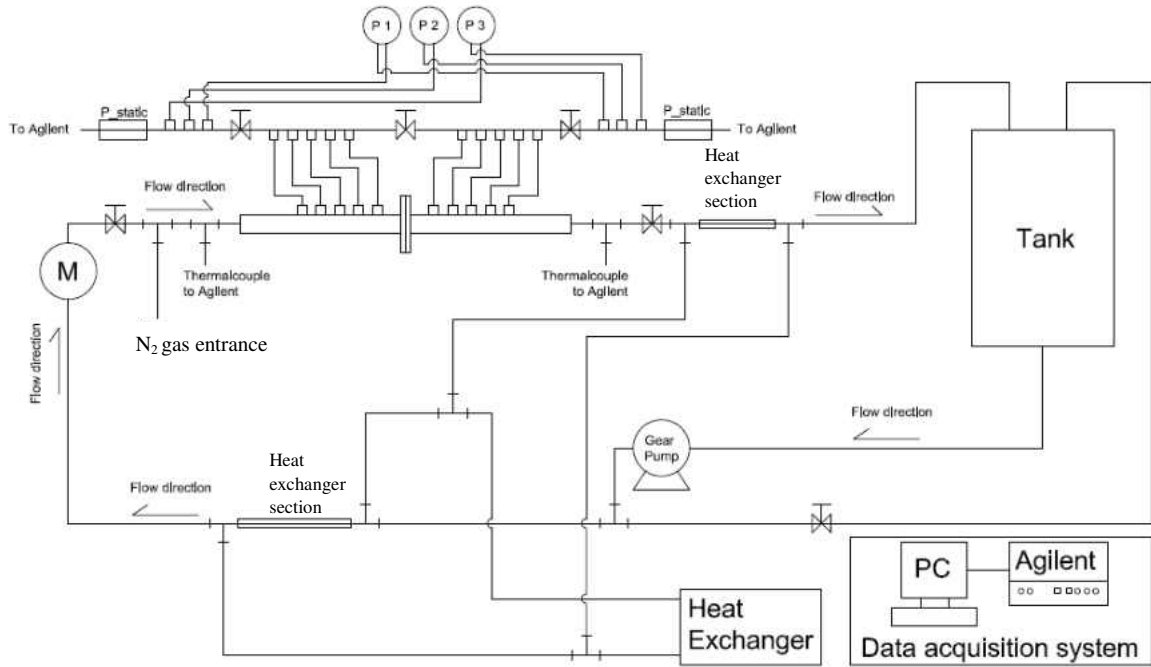 P 1
P 2
P 3
P_static
P_static
To Agilent
To Agilent
Heat
exchanger
section
Flow direction
Flow direction
Tank
M
Thermalcouple
to Agilent
Thermalcouple
to Agilent
N₂ gas entrance
Flow direction
Flow direction
Gear
Pump
Heat
exchanger
section
Flow direction
Heat
Exchanger
PC
Agilent
Data acquisition system